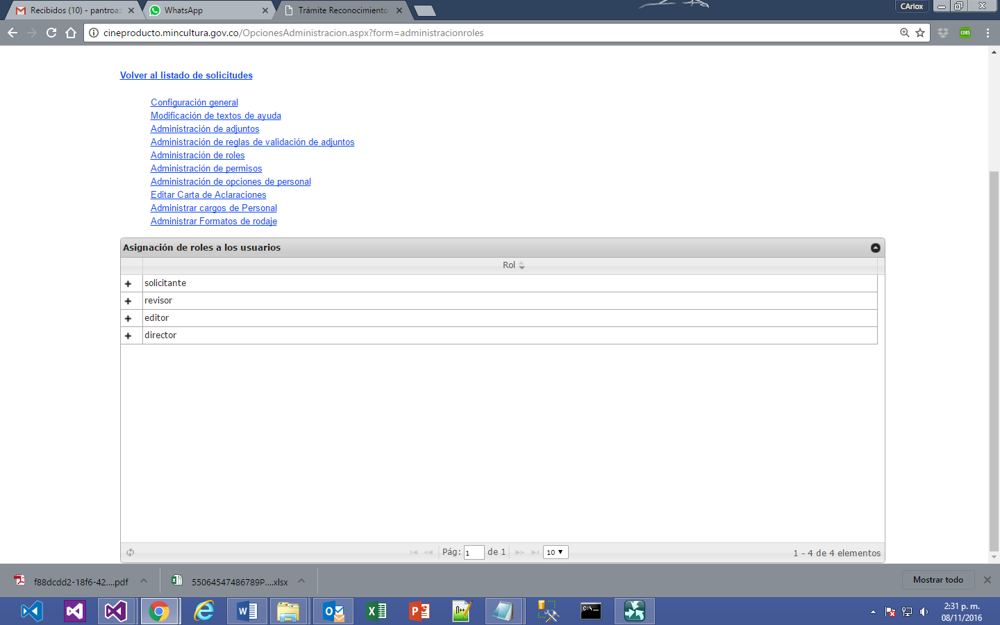 Recibidos (10) - pantroaz
WhatsApp
Trámite Reconocimiento
CArlox
cineproducto.mincultura.gov.co/OpcionesAdministracion.aspx?form=administracionroles
CORS
Volver al listado de solicitudes
Configuración general
Modificación de textos de ayuda
Administración de adjuntos
Administración de reglas de validación de adjuntos
Administración de roles
Administración de permisos
Administración de opciones de personal
Editar Carta de Aclaraciones
Administrar cargos de Personal
Administrar Formatos de rodaje
Asignación de roles a los usuarios
Rol
solicitante
revisor
editor
director
Pág: 1 de 1 10 1 - 4 de 4 elementos
f88dcdd2-18f6-42....pdf
55064547486789P....xlsx
Mostrar todo
2:31 p. m.
08/11/2016